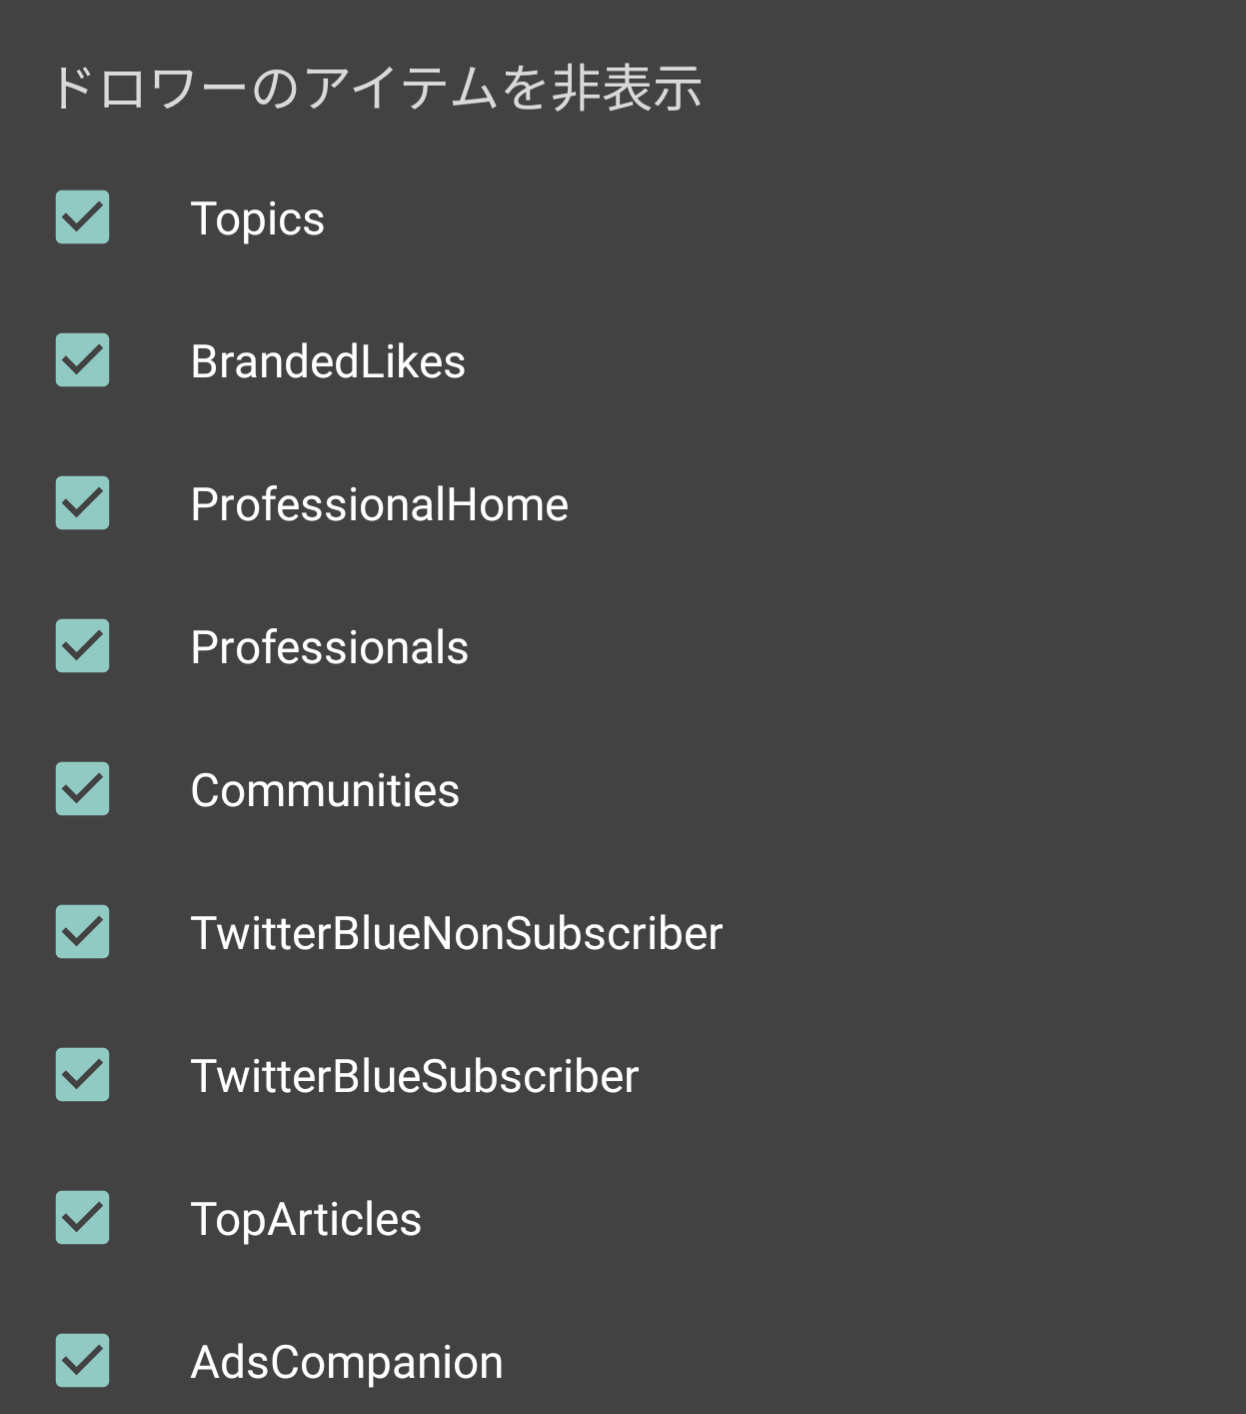 ドロワーのアイテムを非表示
Topics
BrandedLikes
ProfessionalHome
Professionals
Communities
TwitterBlueNonSubscriber
TwitterBlueSubscriber
TopArticles
AdsCompanion